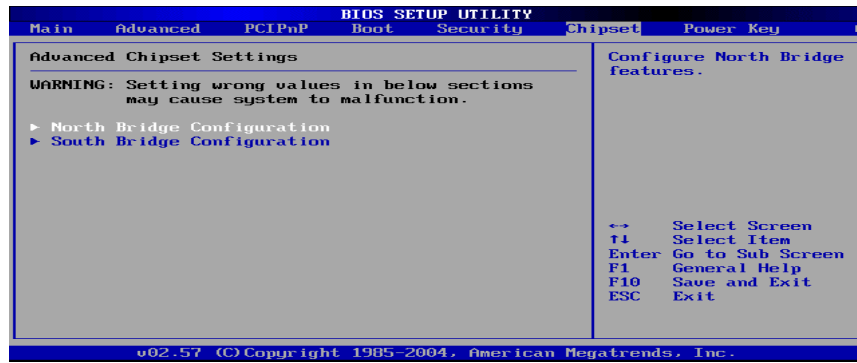 BIOS SETUP UTILITY
Main Advanced PCIPnP Boot Security Chipset Power Key
Advanced Chipset Settings
WARNING: Setting wrong values in below sections
may cause system to malfunction.
► North Bridge Configuration
► South Bridge Configuration
Configure North Bridge
features.
↔ Select Screen
↑↓ Select Item
Enter Go to Sub Screen
F1 General Help
F10 Save and Exit
ESC Exit
v02.57 (C)Copyright 1985-2004, American Megatrends, Inc.